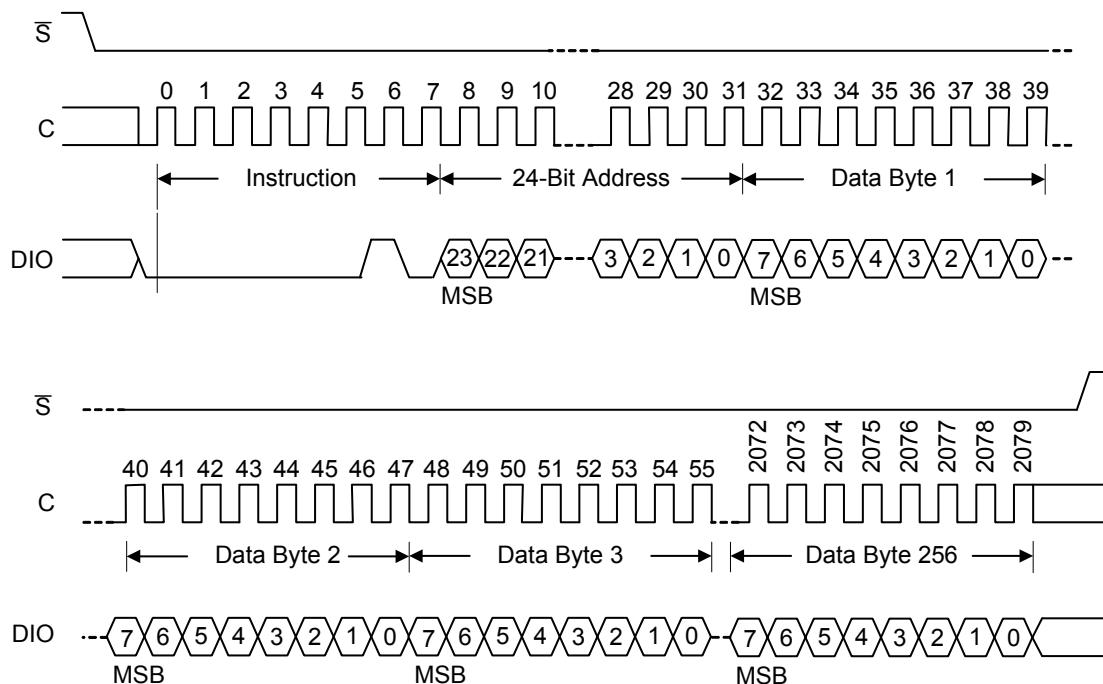 S
0 1 2 3 4 5 6 7 8 9 10 28 29 30 31 32 33 34 35 36 37 38 39
C
Instruction 24-Bit Address Data Byte 1
DIO 23 22 21 3 2 1 0 7 6 5 4 3 2 1 0
MSB MSB
S
2072 2073 2074 2075 2076 2077 2078 2079
40 41 42 43 44 45 46 47 48 49 50 51 52 53 54 55
C
Data Byte 2 Data Byte 3 Data Byte 256
DIO 7 6 5 4 3 2 1 0 7 6 5 4 3 2 1 0 7 6 5 4 3 2 1 0
MSB MSB MSB